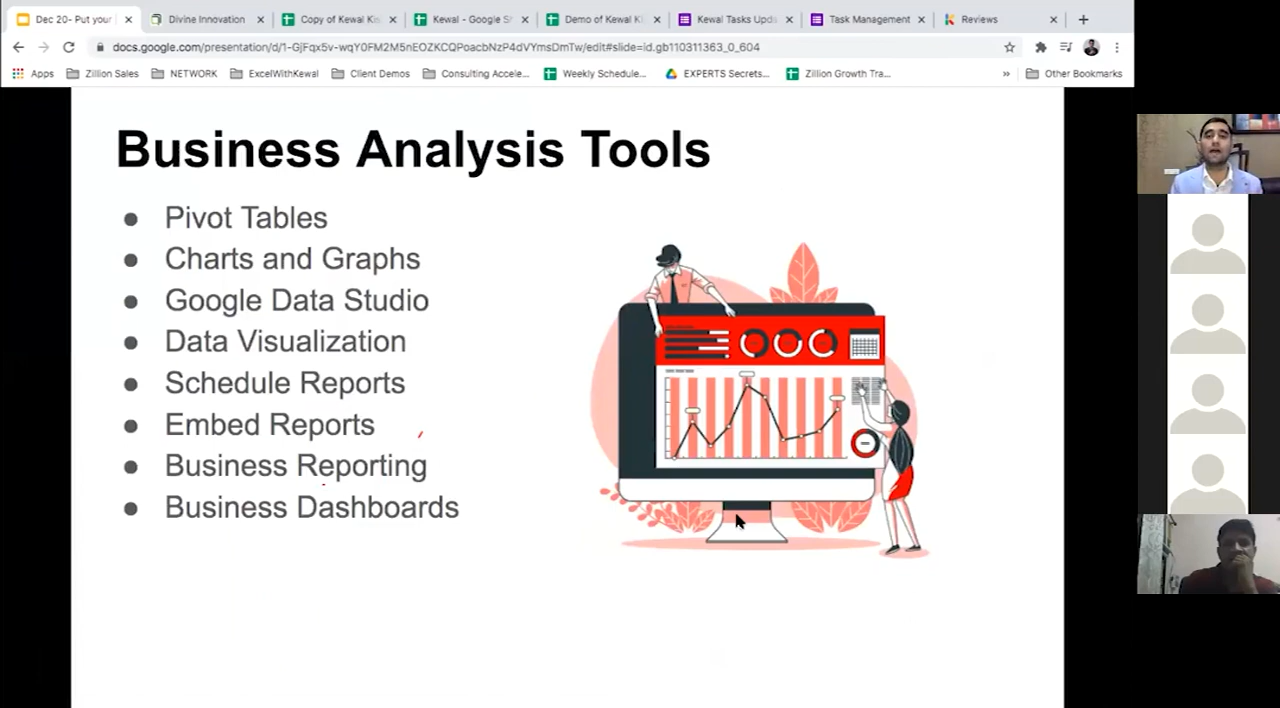 Dec 20- Put your
Divine Innovation
Copy of Kewal Kis
Kewal - Google S
Demo of Kewal Ki
Kewal Tasks Upd
Task Management
Reviews
docs.google.com/presentation/d/1-GjFqx5v-wqY0FM2M5nEOZKCQPoacbNzP4dVYmsDmTw/edit#slide=id.gb110311363_0_604
Apps
Zillion Sales
NETWORK
ExcelWithKewal
Client Demos
Consulting Accele...
Weekly Schedule...
EXPERTS Secrets...
Zillion Growth Tra...
Other Bookmarks
Business Analysis Tools
Pivot Tables
Charts and Graphs
Google Data Studio
Data Visualization
Schedule Reports
Embed Reports
Business Reporting
Business Dashboards